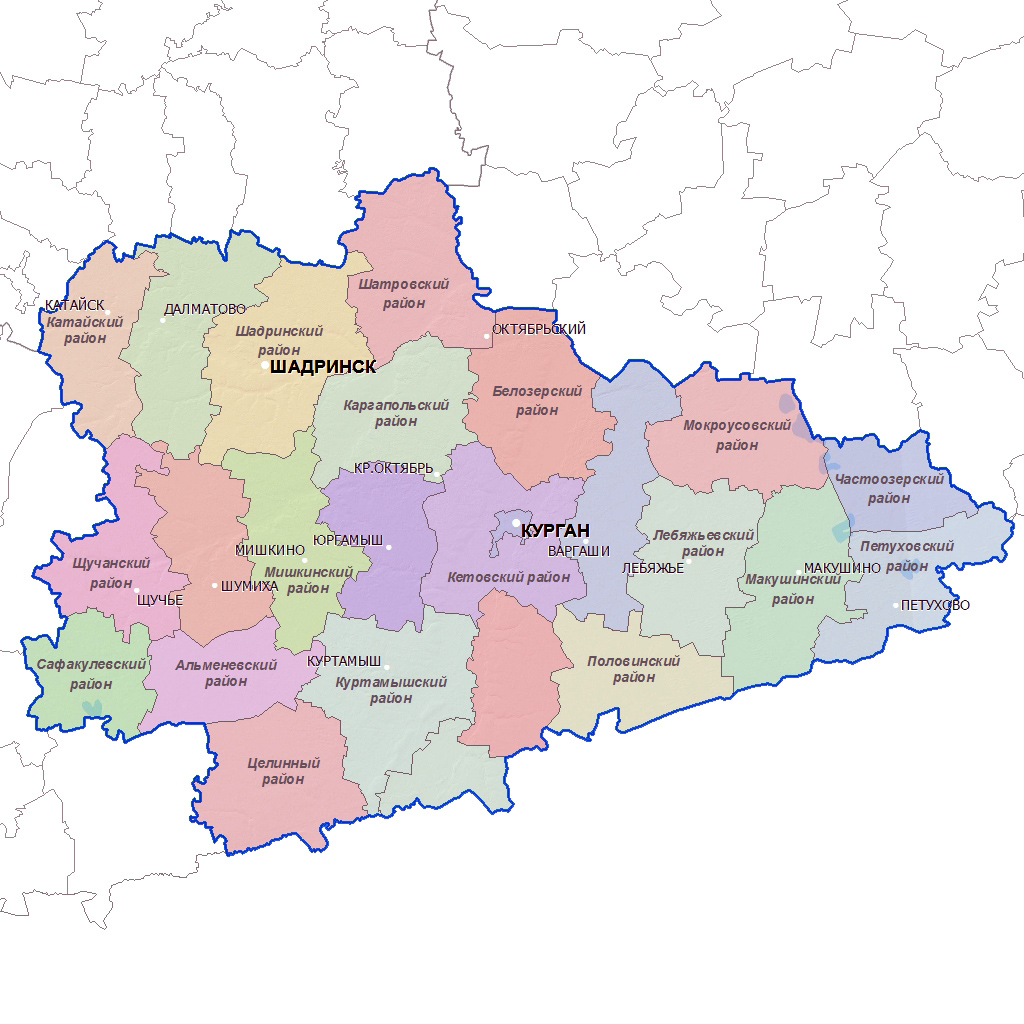 Шатровский
район
КАТАЙСК
Катайский
район
ДАЛМАТОВО
Шадринский
район
ШАДРИНСК
ОКТЯБРЬСКИЙ
Каргапольский
район
Белозерский
район
Мокроусовский
район
КР.ОКТЯБРЬ
Частоозерский
район
КУРГАН
ВАРГАШИ
Лебяжьевский
район
ЛЕБЯЖЬЕ
Петуховский
район
МИШКИНО
ЮРГАМЫШ
Щучанский
район
ЩУЧЬЕ
ШУМИХА
Мишкинский
район
Кетовский район
МАКУШИНО
Макушинский
район
ПЕТУХОВО
Сафакулевский
район
Альменевский
район
КУРТАМЫШ
Куртамышский
район
Половинский
район
Целинный
район